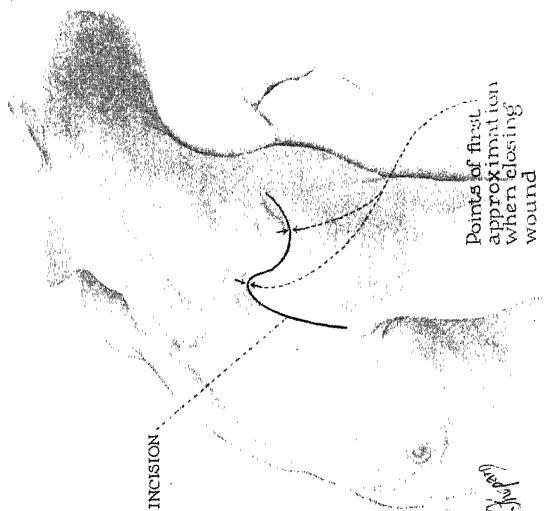 INCISION
Points of first
approximation
when closing
wound